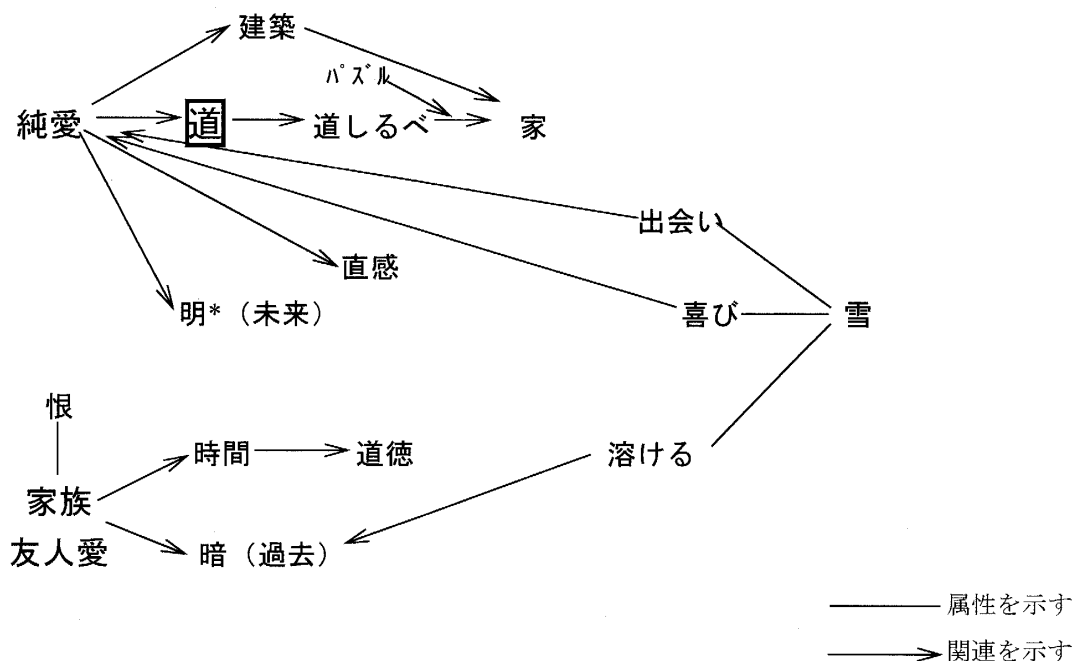 建築
パズル
純愛
道
道しるべ
家
出会い
直感
明*（未来）
喜び
雪
恨
時間
道徳
溶ける
家族
友人愛
暗（過去）
属性を示す
関連を示す